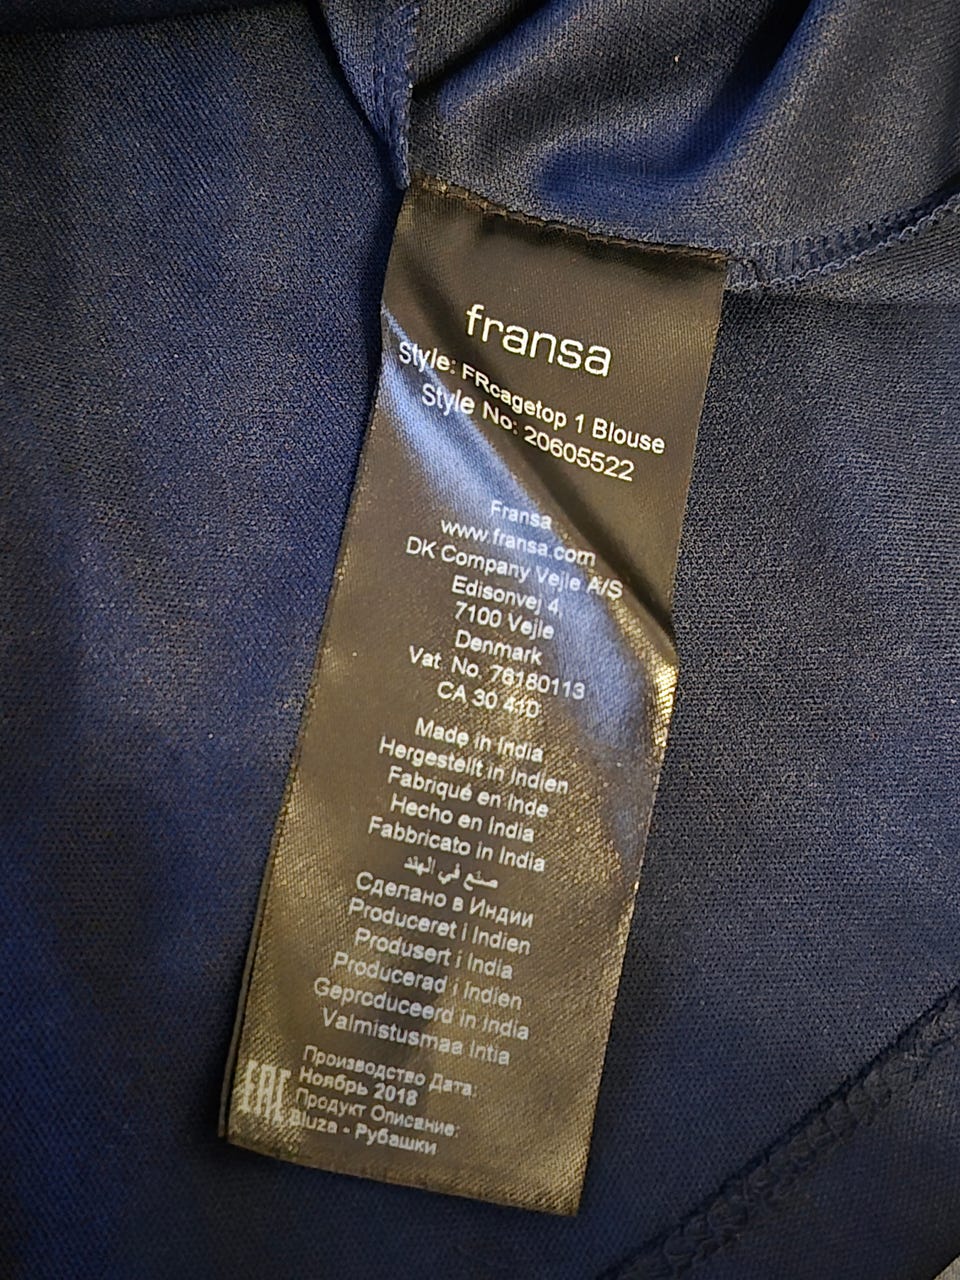 fransa
Style: FRcagetop 1 Blouse
Style No: 20605522
Fransa
www.fransa.com
DK Company Vejle A/S
Edisonvej 4,
7100 Vejle
Denmark
Vat. No. 76180113
CA 30 410
Made in India
Hergestellt in Indien
Fabriqué en Inde
Hecho en India
Fabbricato in India
صنع في الهند
Сделано в Индии
Produceret i Indien
Produsert i India
Producerad i Indien
Geproduceerd in India
Valmistusmaa Intia
Производство Дата:
Ноябрь 2018
Продукт Описание:
Bluza - Рубашки
EAC